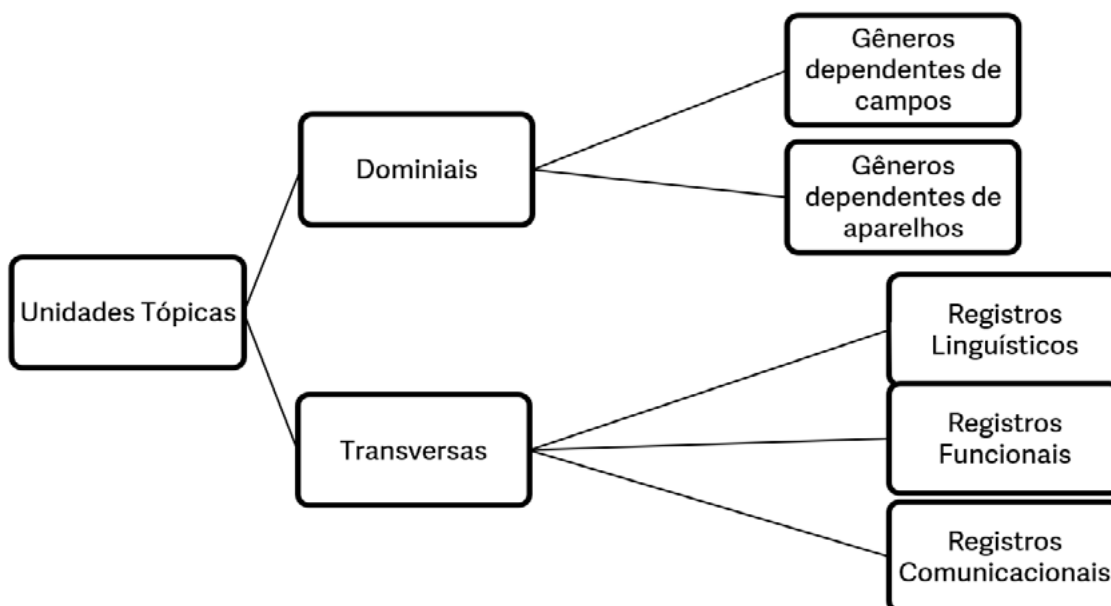 Gêneros
dependentes de
campos
Dominiais
Gêneros
dependentes de
aparelhos
Unidades Tópicas
Registros
Linguísticos
Transversas
Registros
Funcionais
Registros
Comunicacionais